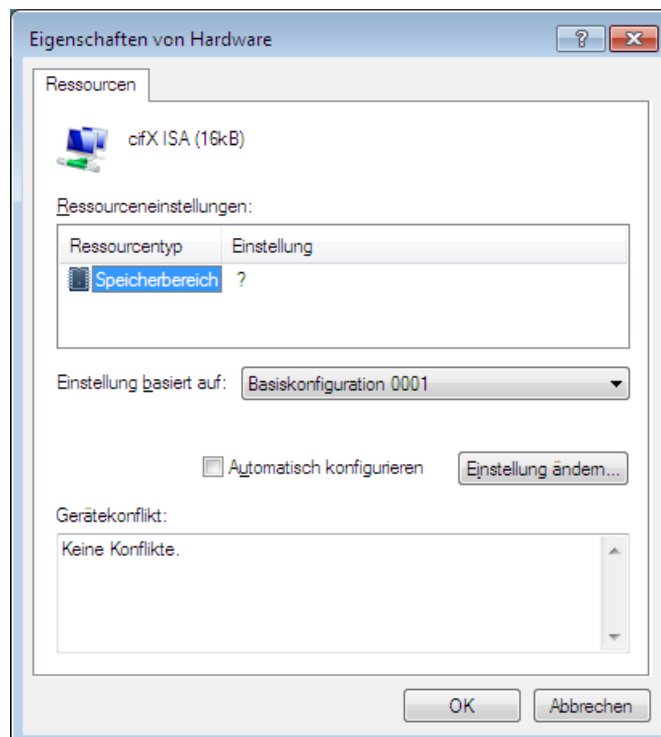 Eigenschaften von Hardware
Ressourcen
cifX ISA (16kB)
Ressourceneinstellungen:
Ressourcentyp Einstellung
Speicherbereich ?
Einstellung basiert auf: Basiskonfiguration 0001
Automatisch konfigurieren Einstellung ändern...
Gerätekonflikt:
Keine Konflikte.
OK Abbrechen